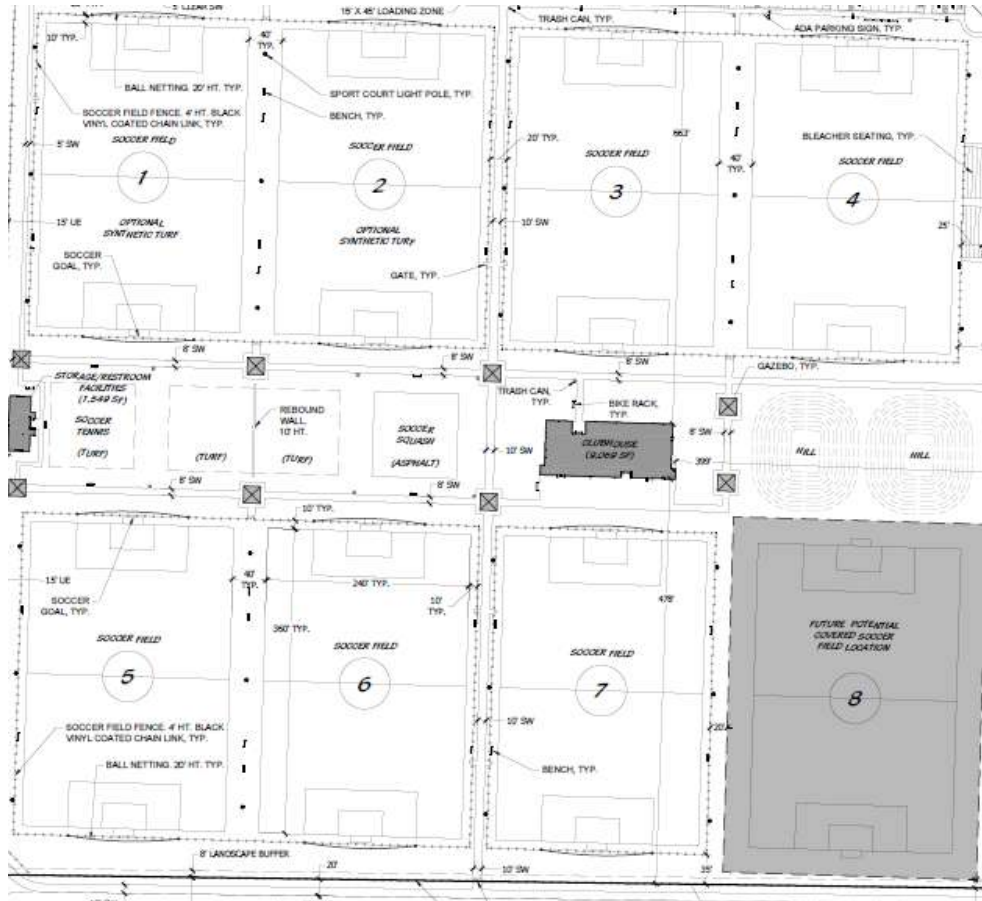 5' CLEAR SW
15' X 45' LOADING ZONE
TRASH CAN, TYP.
ADA PARKING SIGN, TYP.
10' TYP.
40'
TYP.
BALL NETTING. 20' HT. TYP.
SPORT COURT LIGHT POLE, TYP.
SOCCER FIELD FENCE. 4' HT. BLACK
VINYL COATED CHAIN LINK, TYP.
BENCH, TYP.
663'
BLEACHER SEATING, TYP.
5' SW
SOCCER FIELD
1
SOCCER FIELD
2
20' TYP.
SOCCER FIELD
3
40'
TYP.
SOCCER FIELD
4
15' UE
OPTIONAL
SYNTHETIC TURF
OPTIONAL
SYNTHETIC TURF
10' SW
25'
SOCCER
GOAL, TYP.
GATE, TYP.
8' SW
8' SW
8' SW
GAZEBO, TYP.
STORAGE/RESTROOM
FACILITIES
(1,549 SF)
SOCCER
TENNIS
(TURF)
REBOUND
WALL.
10' HT.
(TURF)
(TURF)
SOCCER
SQUASH
(ASPHALT)
TRASH CAN,
TYP.
BIKE RACK,
TYP.
10' SW
CLUBHOUSE
(9,069 SF)
8' SW
399'
HILL
HILL
8' SW
8' SW
10' TYP.
15' UE
40'
TYP.
240' TYP.
10'
TYP.
478'
SOCCER
GOAL, TYP.
360' TYP.
SOCCER FIELD
5
SOCCER FIELD
6
SOCCER FIELD
7
FUTURE POTENTIAL
COVERED SOCCER
FIELD LOCATION
8
SOCCER FIELD FENCE. 4' HT. BLACK
VINYL COATED CHAIN LINK, TYP.
10' SW
20'
BALL NETTING. 20' HT. TYP.
BENCH, TYP.
8' LANDSCAPE BUFFER
20'
10' SW
35'